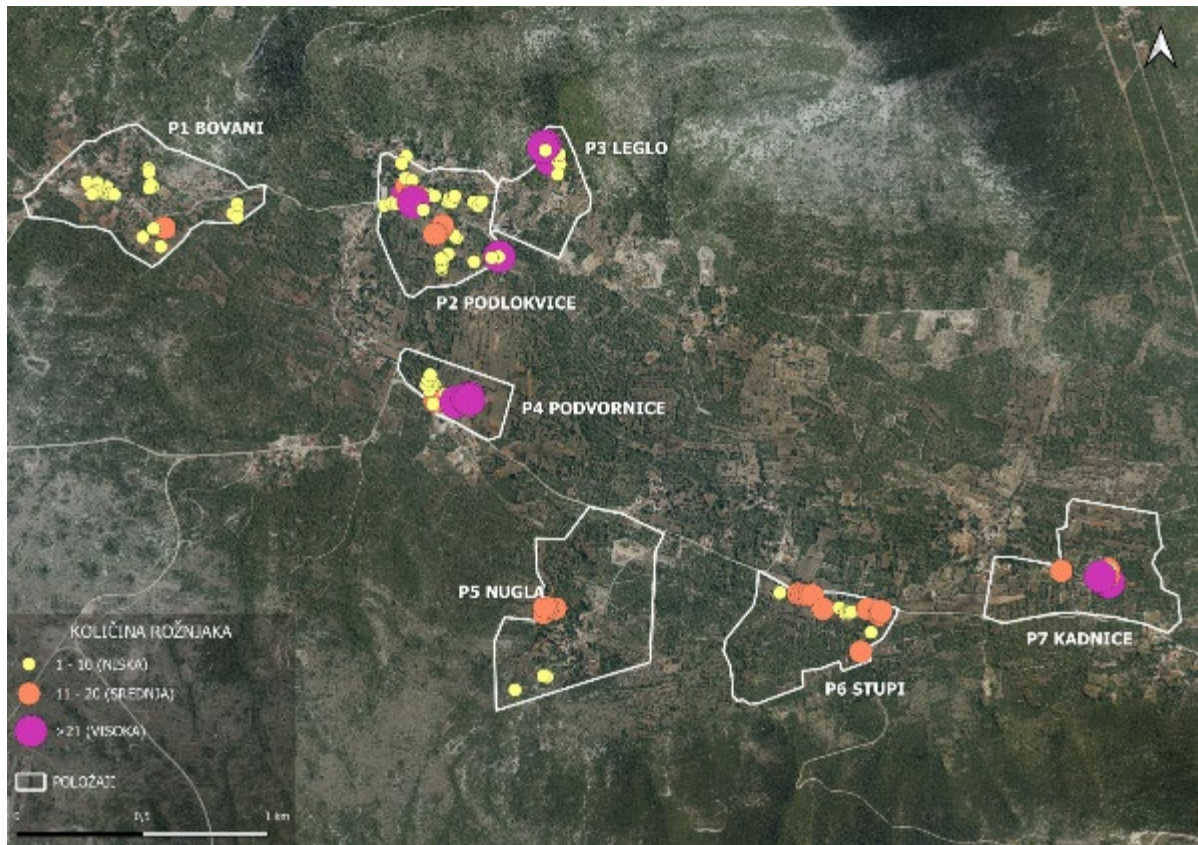 P1 BOVANI
P3 LEGLO
P2 PODLOKVICE
P4 PODVORNICE
P5 NUGLA
P7 KADNICE
P6 STUPI
KOLIČINA ROŽNJAKA
1 - 10 (NISKA)
11 - 20 (SREDNJA)
>21 (VISOKA)
POLOŽAJI
0 0,5 1 km